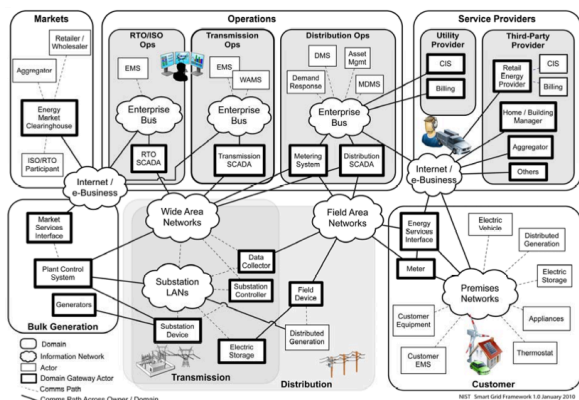 Markets
Retailer /
Wholesaler
Aggregator
Energy
Market
Clearinghouse
ISO/RTO
Participant
Internet /
e-Business
Operations
RTO/ISO
Ops
EMS
Enterprise
Bus
RTO
SCADA
Transmission
Ops
EMS
WAMS
Enterprise
Bus
Transmission
SCADA
Distribution Ops
DMS
Asset
Mgmt
Demand
Response
MDMS
Enterprise
Bus
Metering
System
Distribution
SCADA
Service Providers
Utility
Provider
CIS
Billing
Third-Party
Provider
Retail
Energy
Provider
CIS
Billing
Home / Building
Manager
Aggregator
Others
Internet /
e-Business
Market
Services
Interface
Plant Control
System
Generators
Bulk Generation
Wide Area
Networks
Field Area
Networks
Data
Collector
Substation
LANs
Substation
Controller
Field
Device
Substation
Device
Electric
Storage
Distributed
Generation
Transmission
Distribution
Energy
Services
Interface
Meter
Premises
Networks
Electric
Vehicle
Distributed
Generation
Electric
Storage
Appliances
Thermostat
Customer
Equipment
Customer
EMS
Customer
Domain
Information Network
Actor
Domain Gateway Actor
Comms Path
Comms Path Across Owner / Domain
NIST Smart Grid Framework 1.0 January 2010